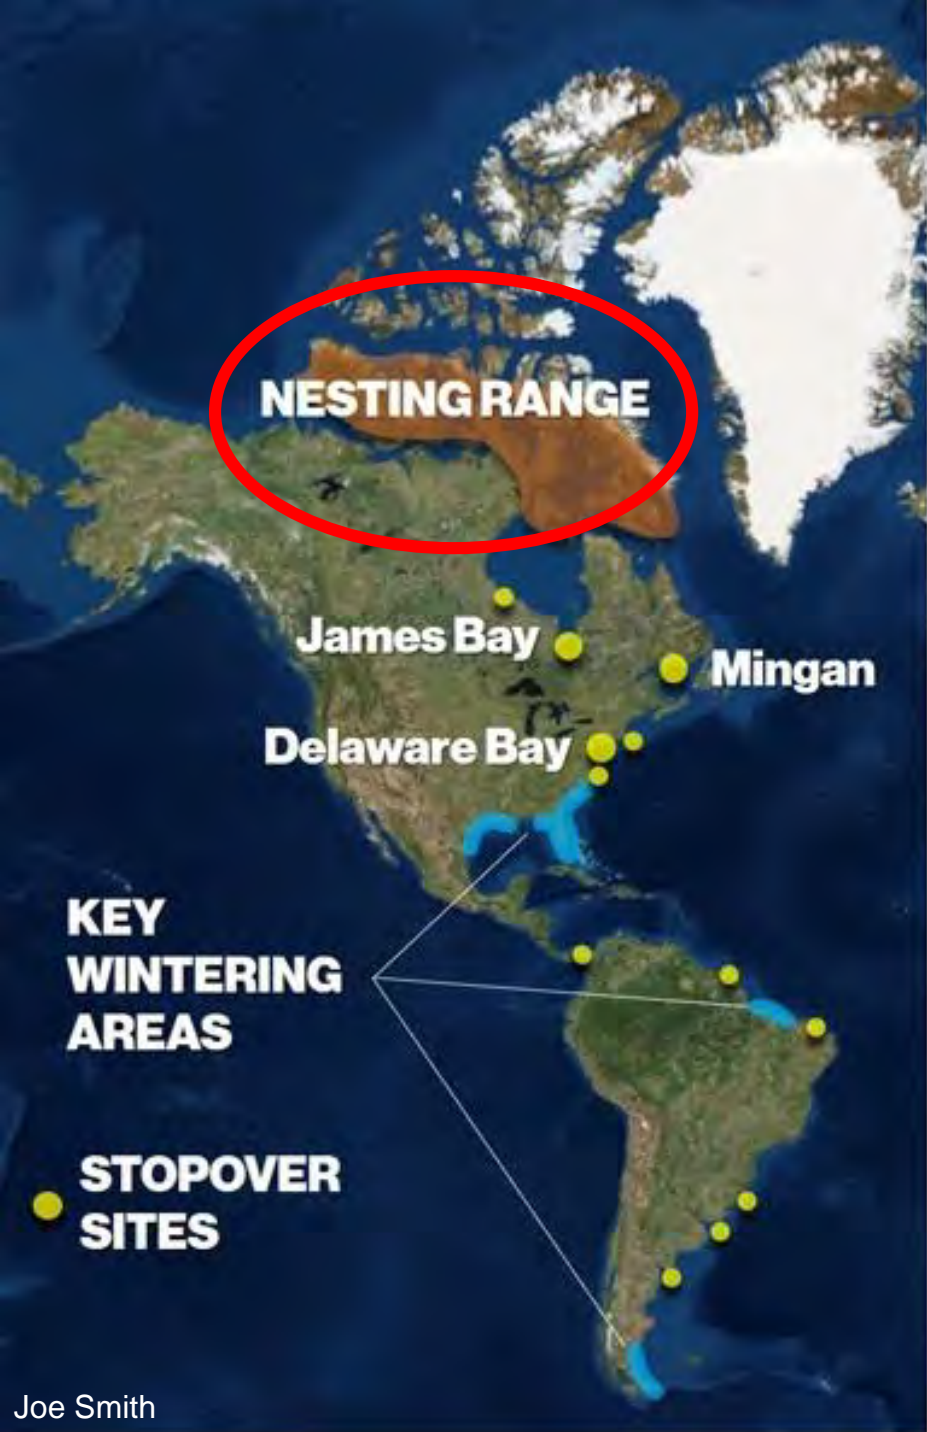 NESTING RANGE
James Bay
Mingan
Delaware Bay
KEY
WINTERING
AREAS
STOPOVER
SITES
Joe Smith